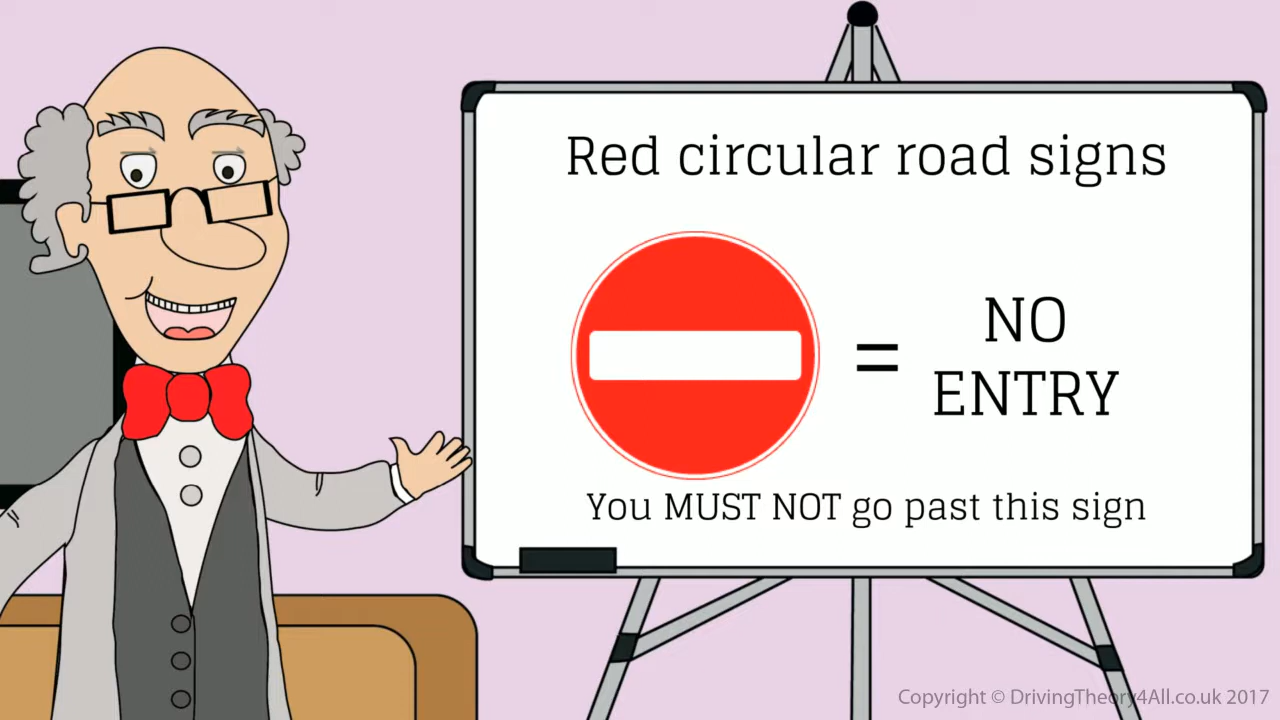 Red circular road signs
=
NO
ENTRY
You MUST NOT go past this sign
Copyright © DrivingTheory4All.co.uk 2017